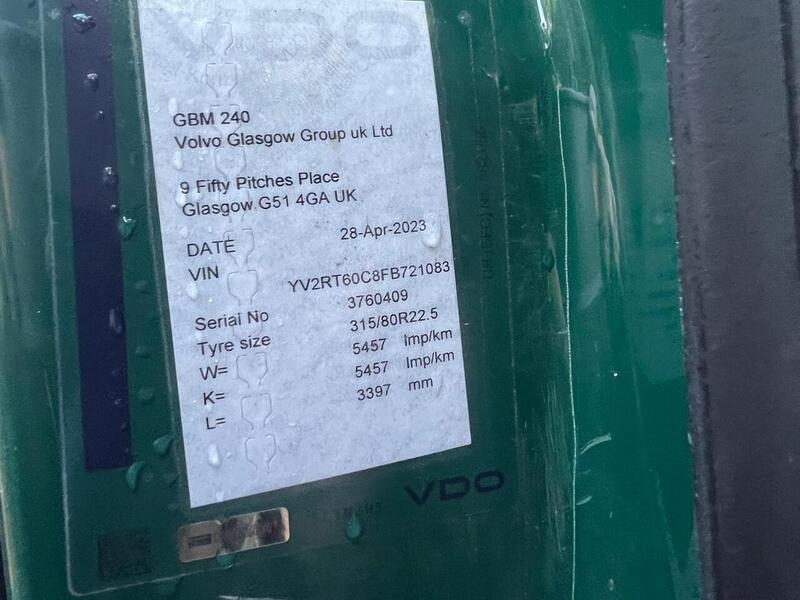 VDO
GBM 240
Volvo Glasgow Group uk Ltd
9 Fifty Pitches Place
Glasgow G51 4GA UK
DATE 28-Apr-2023
VIN YV2RT60C8FB721083
Serial No 3760409
Tyre size 315/80R22.5
W= 5457 Imp/km
K= 5457 Imp/km
L= 3397 mm
VDO